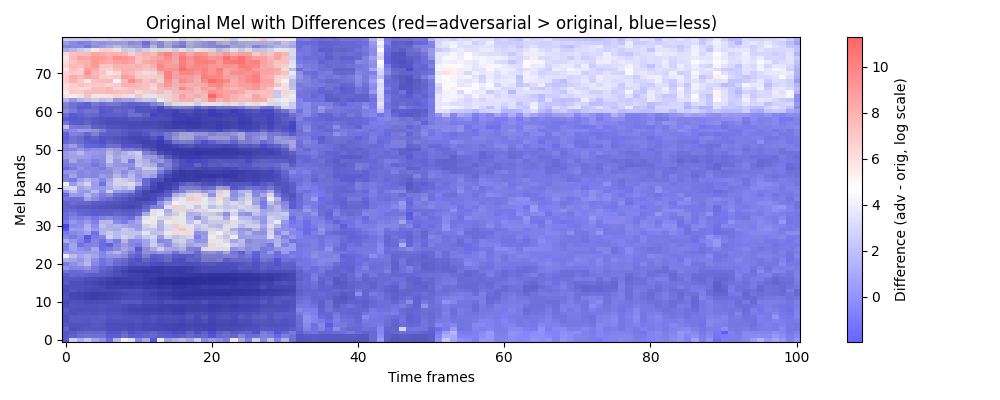 Original Mel with Differences (red=adversarial > original, blue=less)
Mel bands
70
60
50
40
30
20
10
0
0 20 40 60 80 100
Time frames
10
8
6
4
2
0
Difference (adv - orig, log scale)